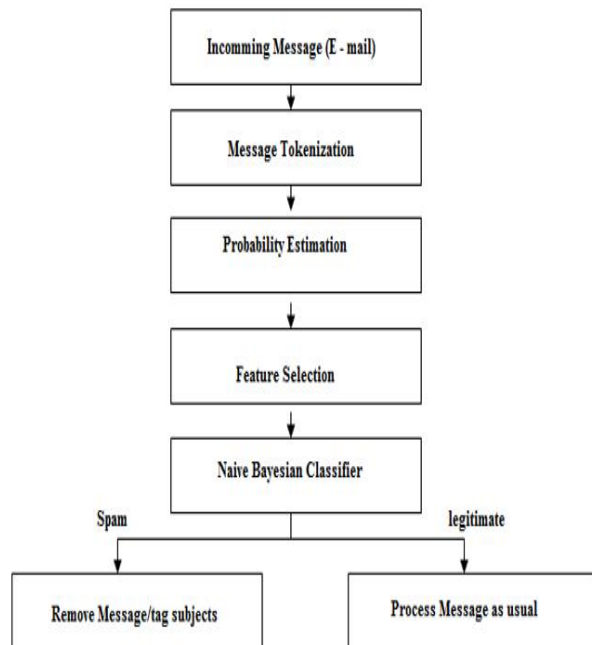 Incomming Message (E - mail)
Message Tokenization
Probability Estimation
Feature Selection
Naive Bayesian Classifier
Spam
legitimate
Remove Message/tag subjects
Process Message as usual